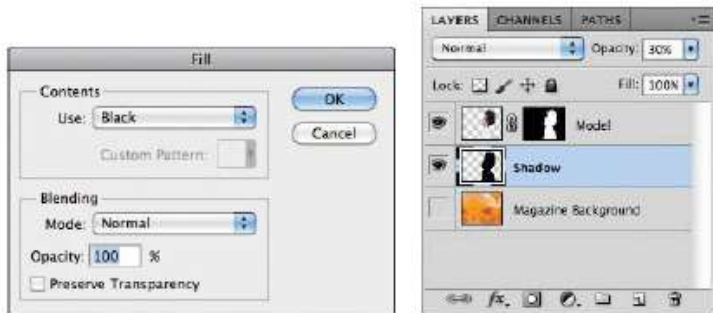 Fill
Contents
Use: Black
Custom Pattern:
Blending
Mode: Normal
Opacity: 100 %
Preserve Transparency
OK
Cancel
LAYERS CHANNELS PATHS
Normal Opacity: 30%
Lock: Fill: 100%
Model
Shadow
Magazine Background
fx.